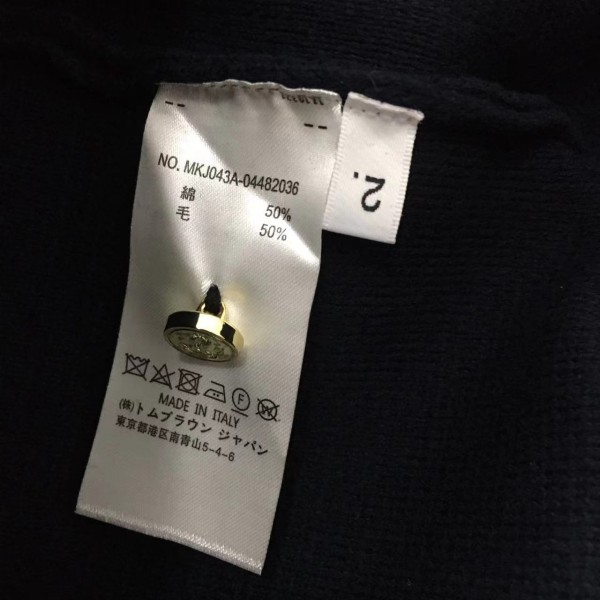 NO. MKJ043A-04482036
綿 50%
毛 50%
MADE IN ITALY
(株)トムブラウン ジャパン
東京都港区南青山5-4-6
2.